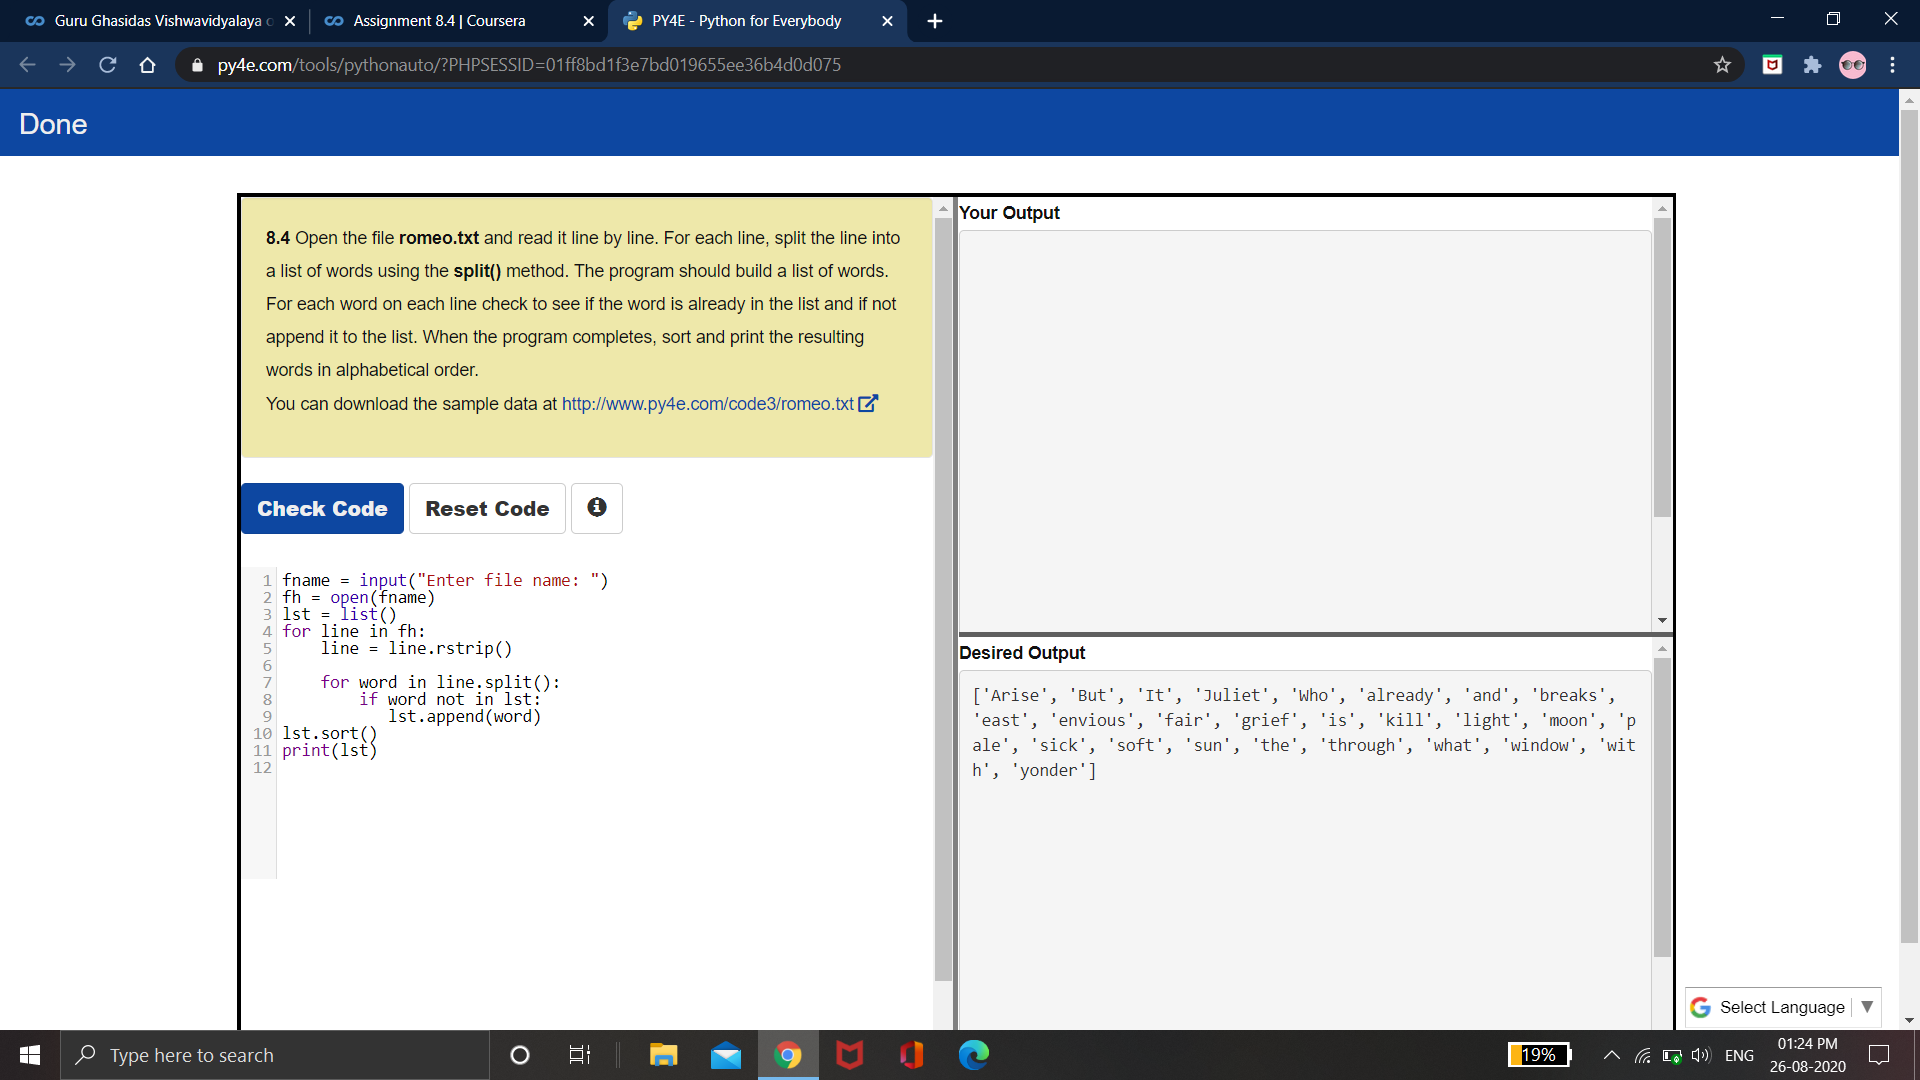 Guru Ghasidas Vishwavidyalaya
Assignment 8.4 | Coursera
PY4E - Python for Everybody
py4e.com/tools/pythonauto/?PHPSESSID=01ff8bd1f3e7bd019655ee36b4d0d075
Done
8.4 Open the file romeo.txt and read it line by line. For each line, split the line into
a list of words using the split() method. The program should build a list of words.
For each word on each line check to see if the word is already in the list and if not
append it to the list. When the program completes, sort and print the resulting
words in alphabetical order.
You can download the sample data at http://www.py4e.com/code3/romeo.txt
Check Code
Reset Code
1 fname = input("Enter file name: ")
2 fh = open(fname)
3 lst = list()
4 for line in fh:
5     line = line.rstrip()
6
7     for word in line.split():
8         if word not in lst:
9            lst.append(word)
10 lst.sort()
11 print(lst)
12
Your Output
Desired Output
['Arise', 'But', 'It', 'Juliet', 'Who', 'already', 'and', 'breaks',
'east', 'envious', 'fair', 'grief', 'is', 'kill', 'light', 'moon', 'p
ale', 'sick', 'soft', 'sun', 'the', 'through', 'what', 'window', 'wit
h', 'yonder']
Select Language
Type here to search
19%
ENG
01:24 PM
26-08-2020